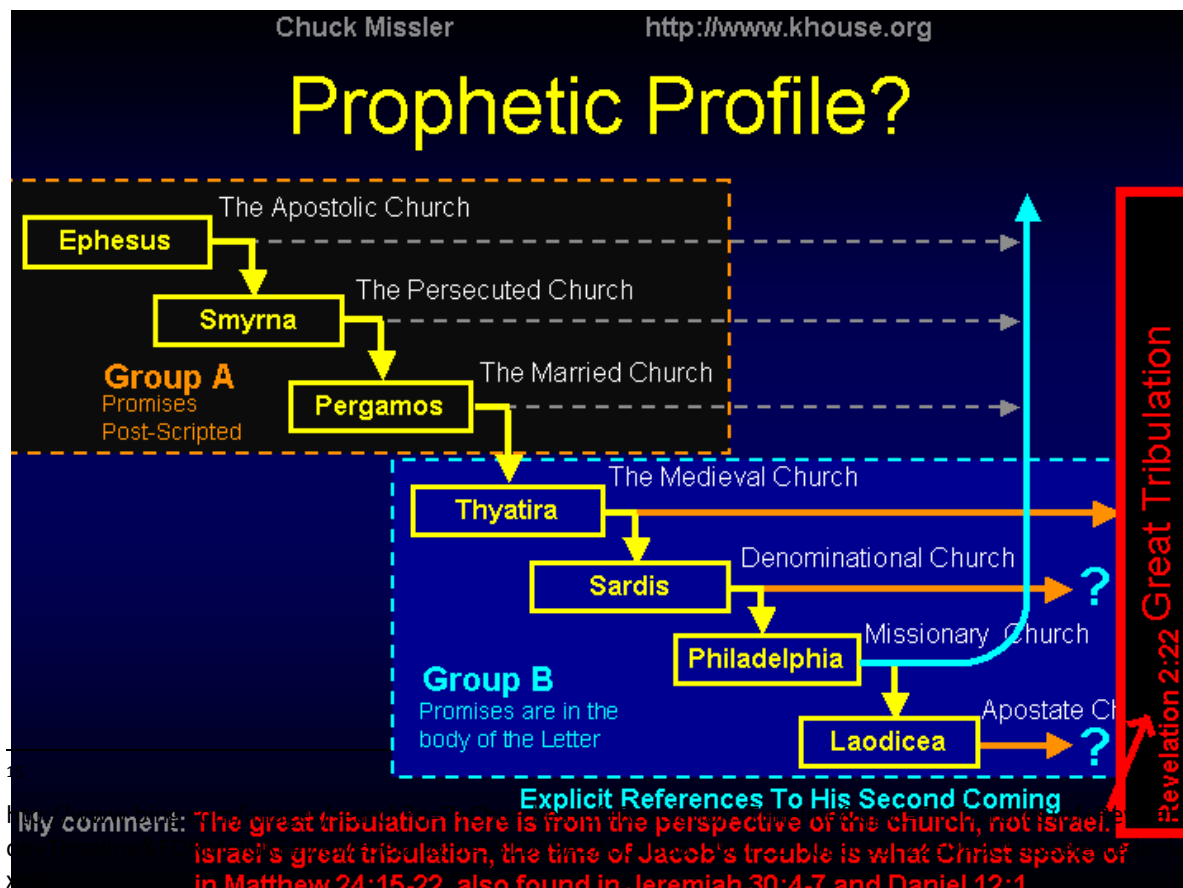 Chuck Missler http://www.khouse.org
Prophetic Profile?
The Apostolic Church
Ephesus
The Persecuted Church
Smyrna
The Married Church
Group A
Promises
Post-Scripted
Pergamos
The Medieval Church
Thyatira
Denominational Church
Sardis
?
Missionary Church
Philadelphia
Group B
Promises are in the
body of the Letter
Apostate
Laodicea
?
Revelation 2:22 Great Tribulation
Explicit References To His Second Coming
My comment: The great tribulation here is from the perspective of the church, not Israel.
Israel's great tribulation, the time of Jacob's trouble is what Christ spoke of
in Matthew 24:15-22, also found in Jeremiah 30:4-7 and Daniel 12:1